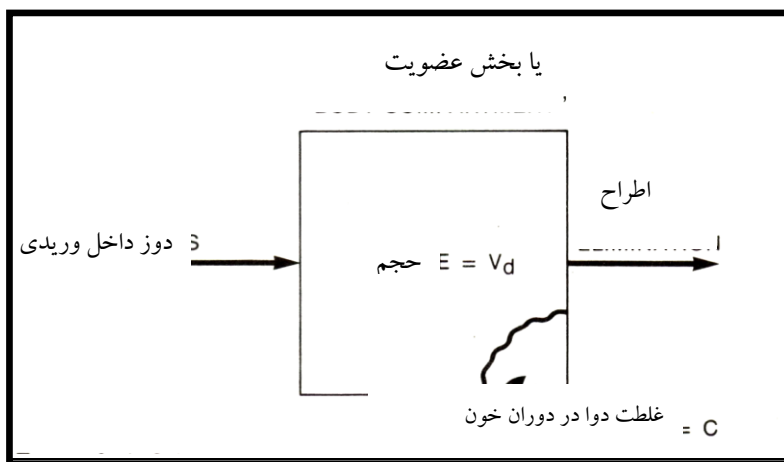 یا بخش عضویت
اطراح
دوز داخل وریدی S
حجم E = Vd
غلطت دوا در دوران خون = C